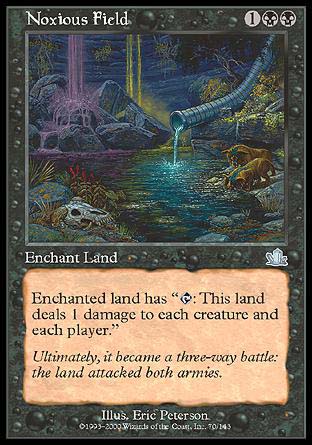 Noxious Field 1
Enchant Land
Enchanted land has “: This land
deals 1 damage to each creature and
each player.”
Ultimately, it became a three-way battle:
the land attacked both armies.
Illus. Eric Peterson
©1993-2000 Wizards of the Coast, Inc. 70/143